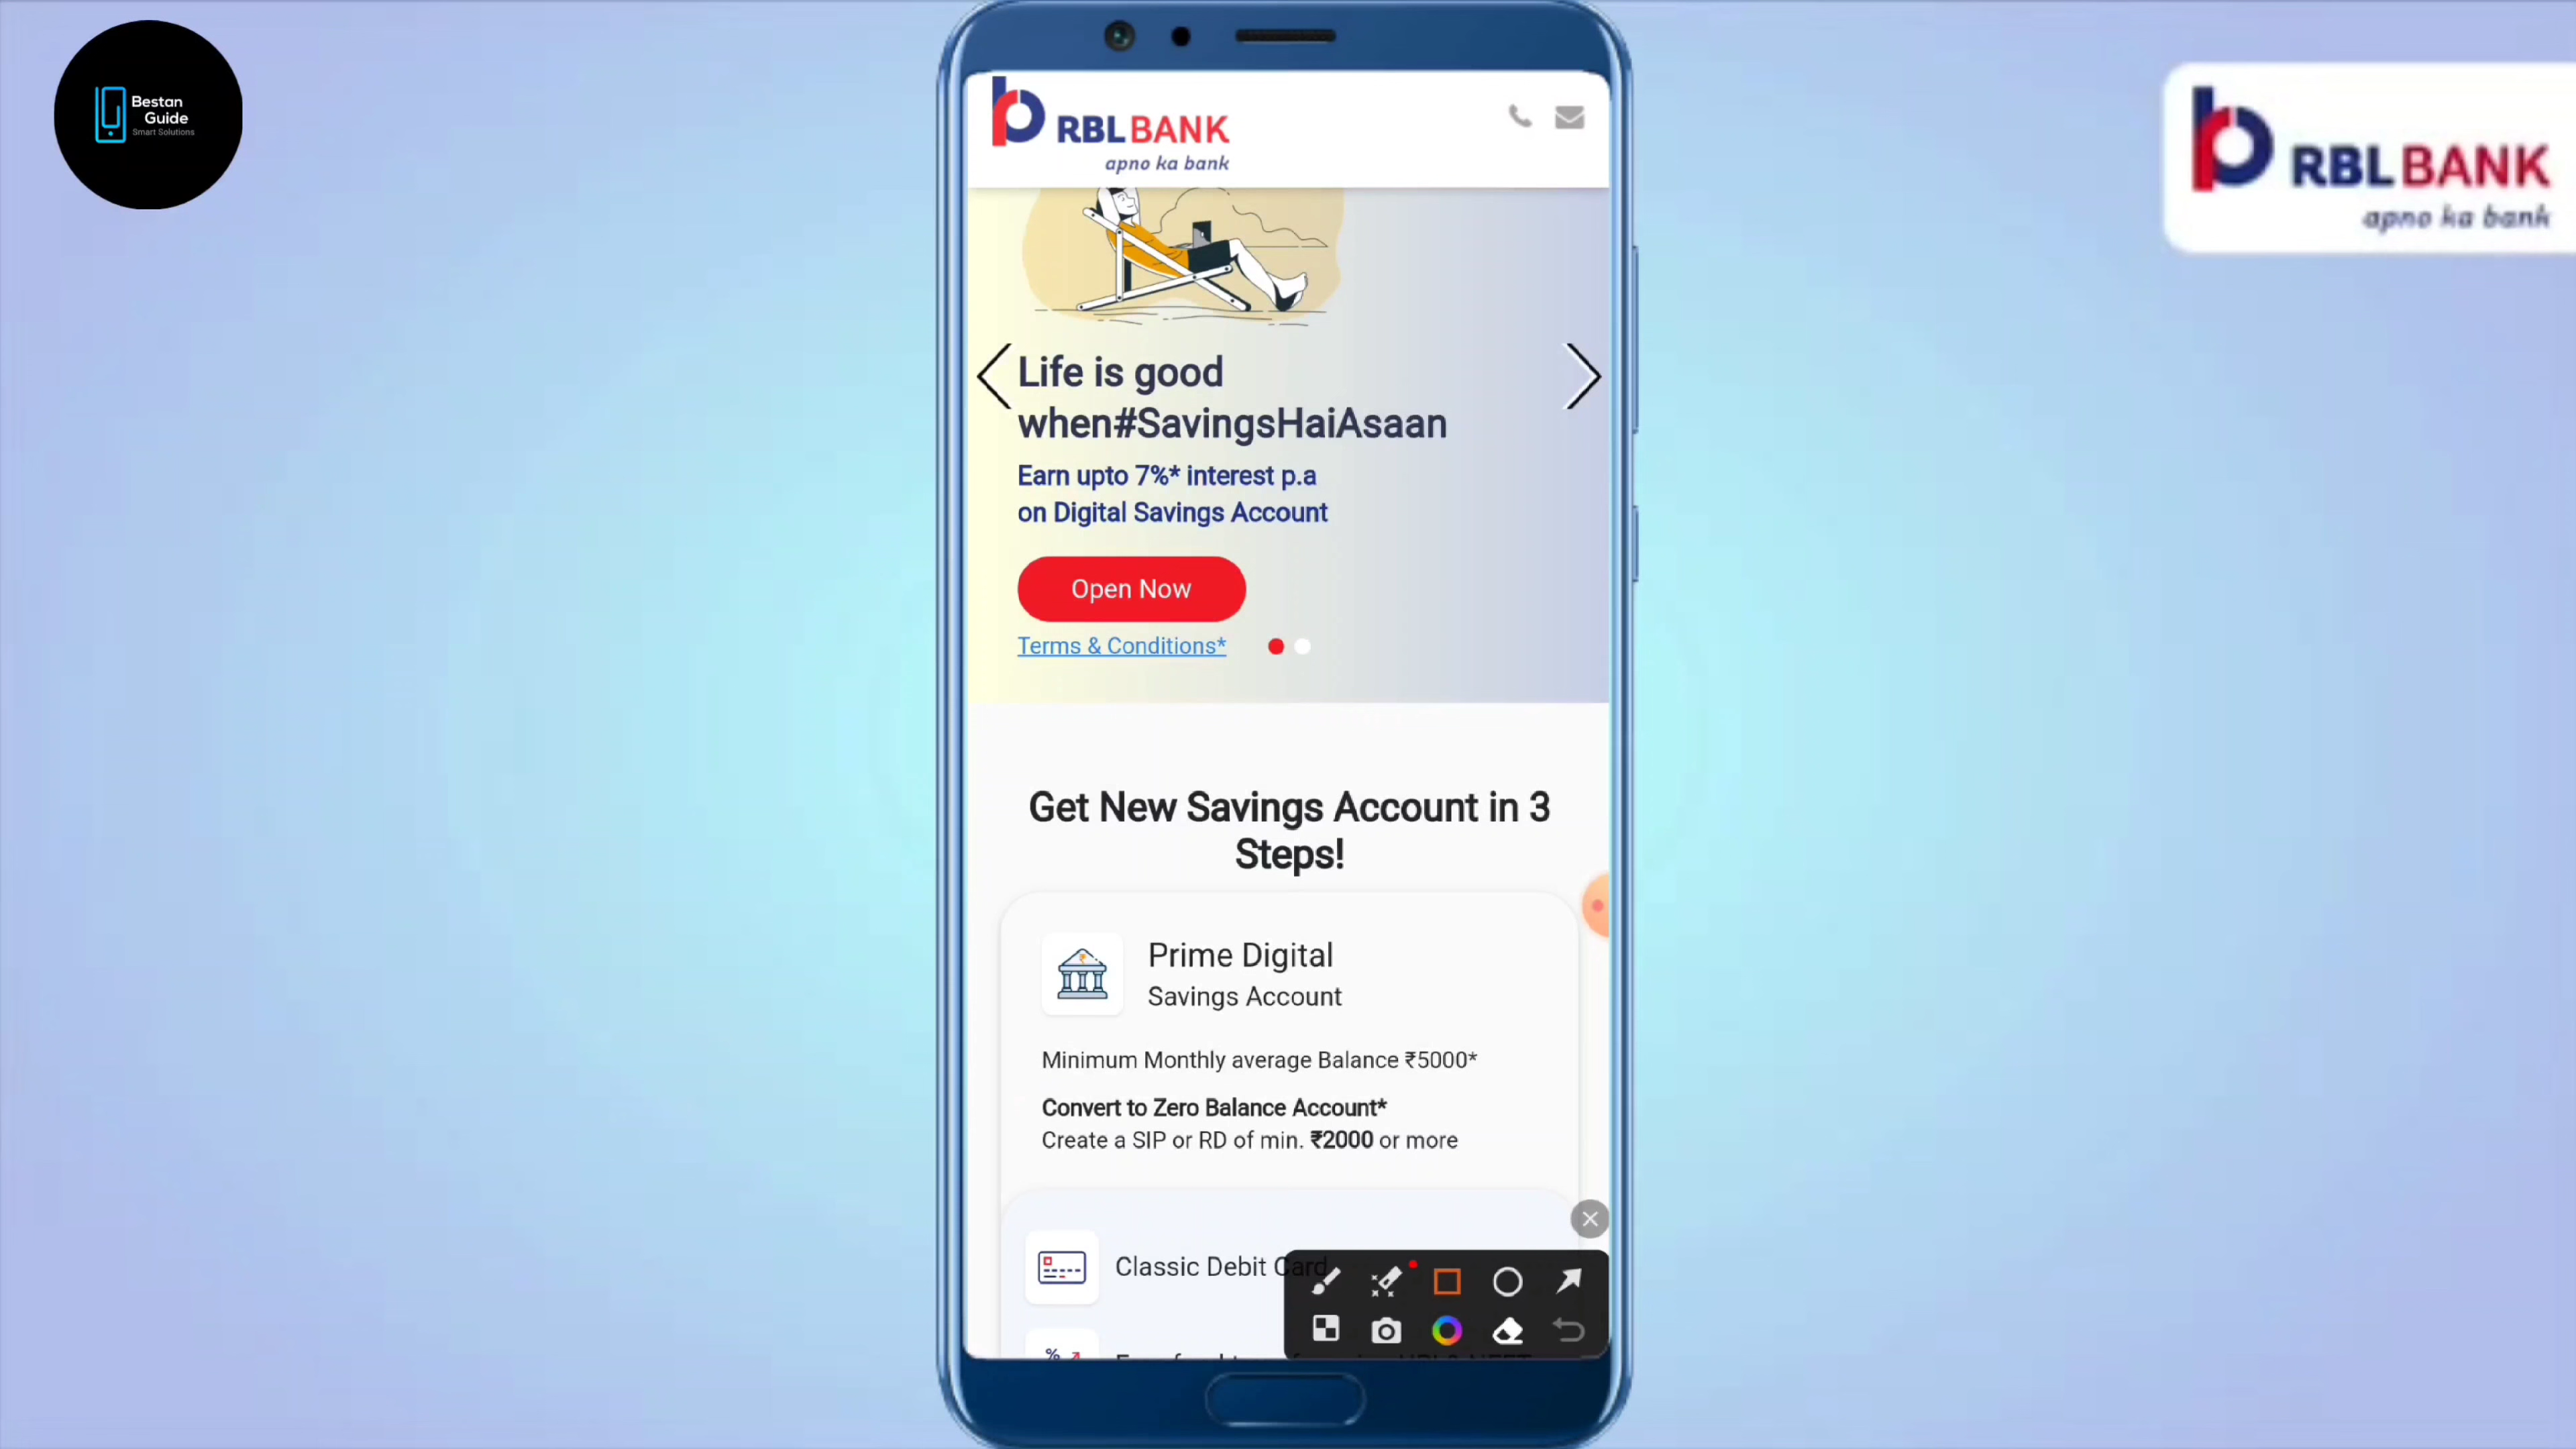 Bestan
Guide
Smart Solutions
RBL BANK
apno ka bank
RBL BANK
apno ka bank
Life is good
when#SavingsHaiAsaan
Earn upto 7%* interest p.a
on Digital Savings Account
Open Now
Terms & Conditions*
Get New Savings Account in 3
Steps!
Prime Digital
Savings Account
Minimum Monthly average Balance ₹5000*
Convert to Zero Balance Account*
Create a SIP or RD of min. ₹2000 or more
Classic Debit Card